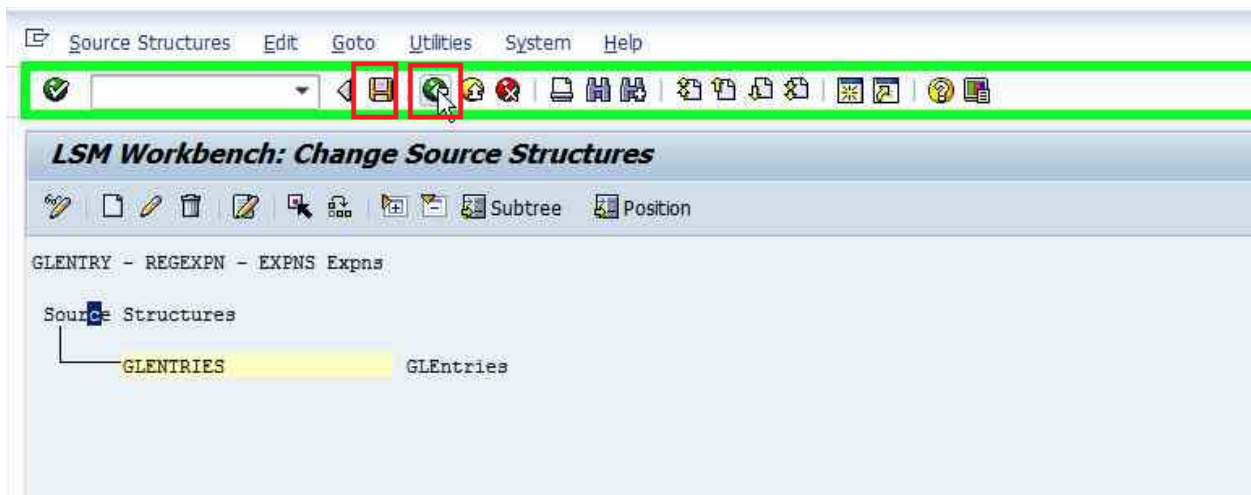 Source Structures Edit Goto Utilities System Help
LSM Workbench: Change Source Structures
Subtree Position
GLENTRY - REGEXPN - EXPNS Expns
Source Structures
GLENTRIES GLEntries